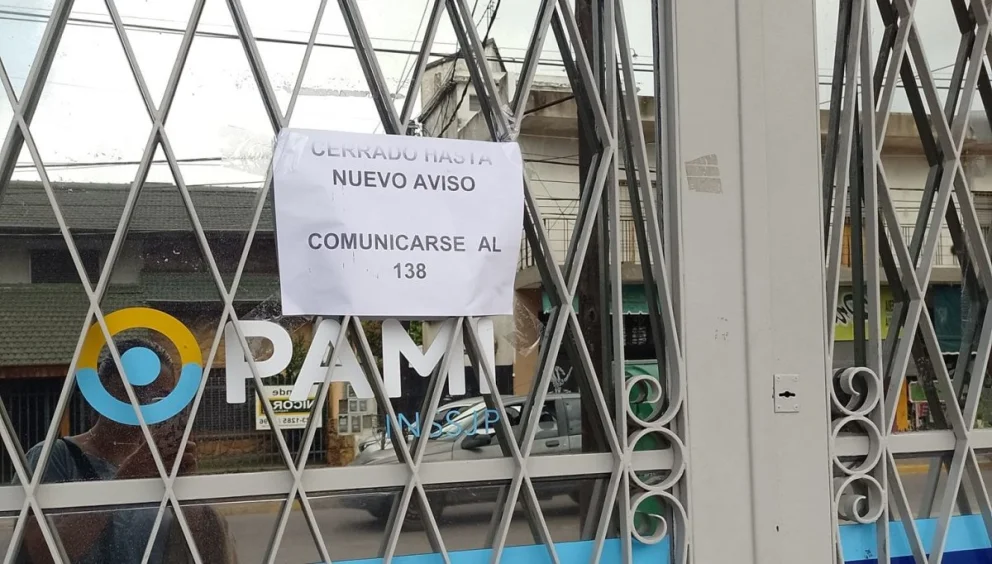 CERRADO HASTA
NUEVO AVISO
COMUNICARSE AL
138
PAMI
INSSJP